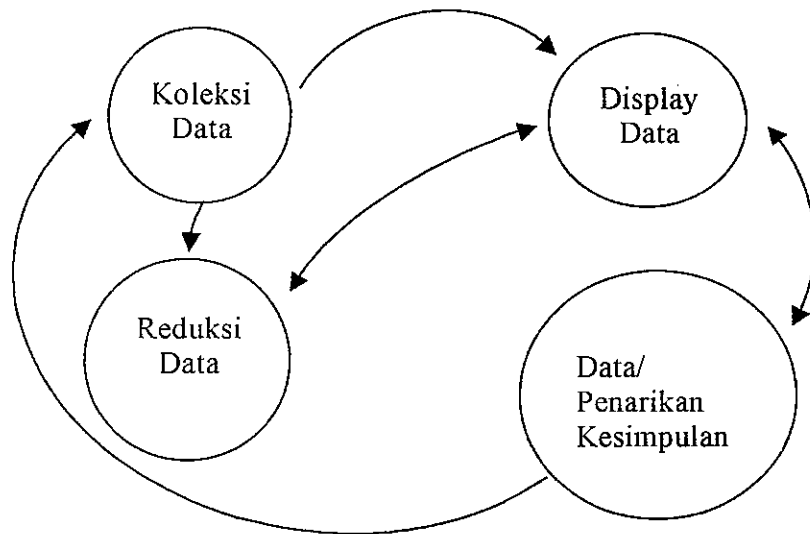 Koleksi
Data
Display
Data
Reduksi
Data
Data/
Penarikan
Kesimpulan